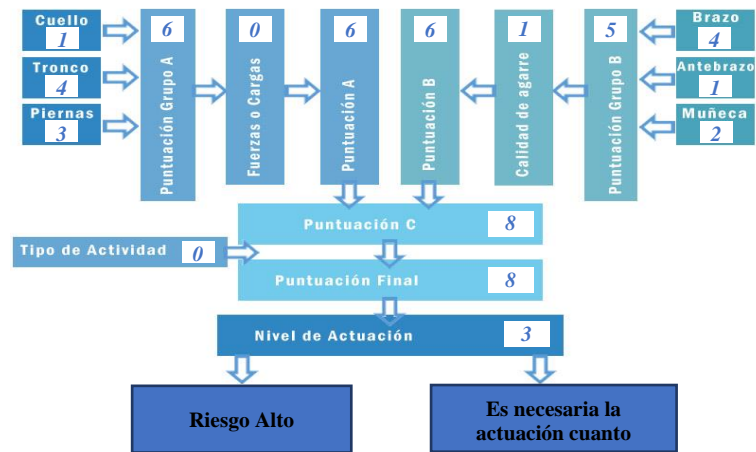 Cuello
1
Tronco
4
Piernas
3
6
Puntuación Grupo A
0
Fuerzas o Cargas
6
Puntuación A
6
Puntuación B
1
Calidad de agarre
5
Puntuación Grupo B
Brazo
4
Antebrazo
1
Muñeca
2
Puntuación C 8
Tipo de Actividad 0
Puntuación Final 8
Nivel de Actuación 3
Riesgo Alto
Es necesaria la
actuación cuanto